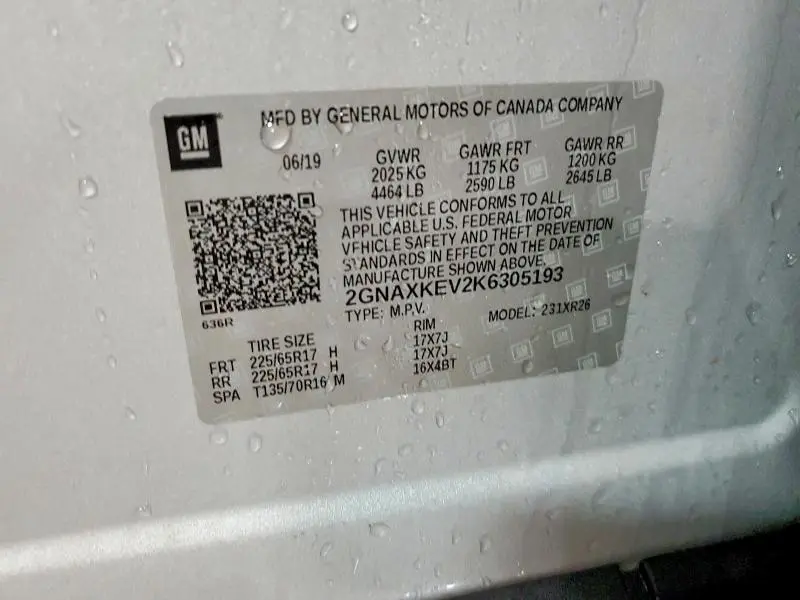 MFD BY GENERAL MOTORS OF CANADA COMPANY
GM
06/19 GVWR GAWR FRT GAWR RR
2025 KG 1175 KG 1200 KG
4464 LB 2590 LB 2645 LB
THIS VEHICLE CONFORMS TO ALL
APPLICABLE U.S. FEDERAL MOTOR
VEHICLE SAFETY AND THEFT PREVENTION
STANDARDS IN EFFECT ON THE DATE OF
MANUFACTURE SHOWN ABOVE.
2GNAXKEV2K6305193
TYPE: M.P.V. MODEL: 231XR26
636R
TIRE SIZE RIM
FRT 225/65R17 H 17X7J
RR 225/65R17 H 17X7J
SPA T135/70R16 M 16X4BT